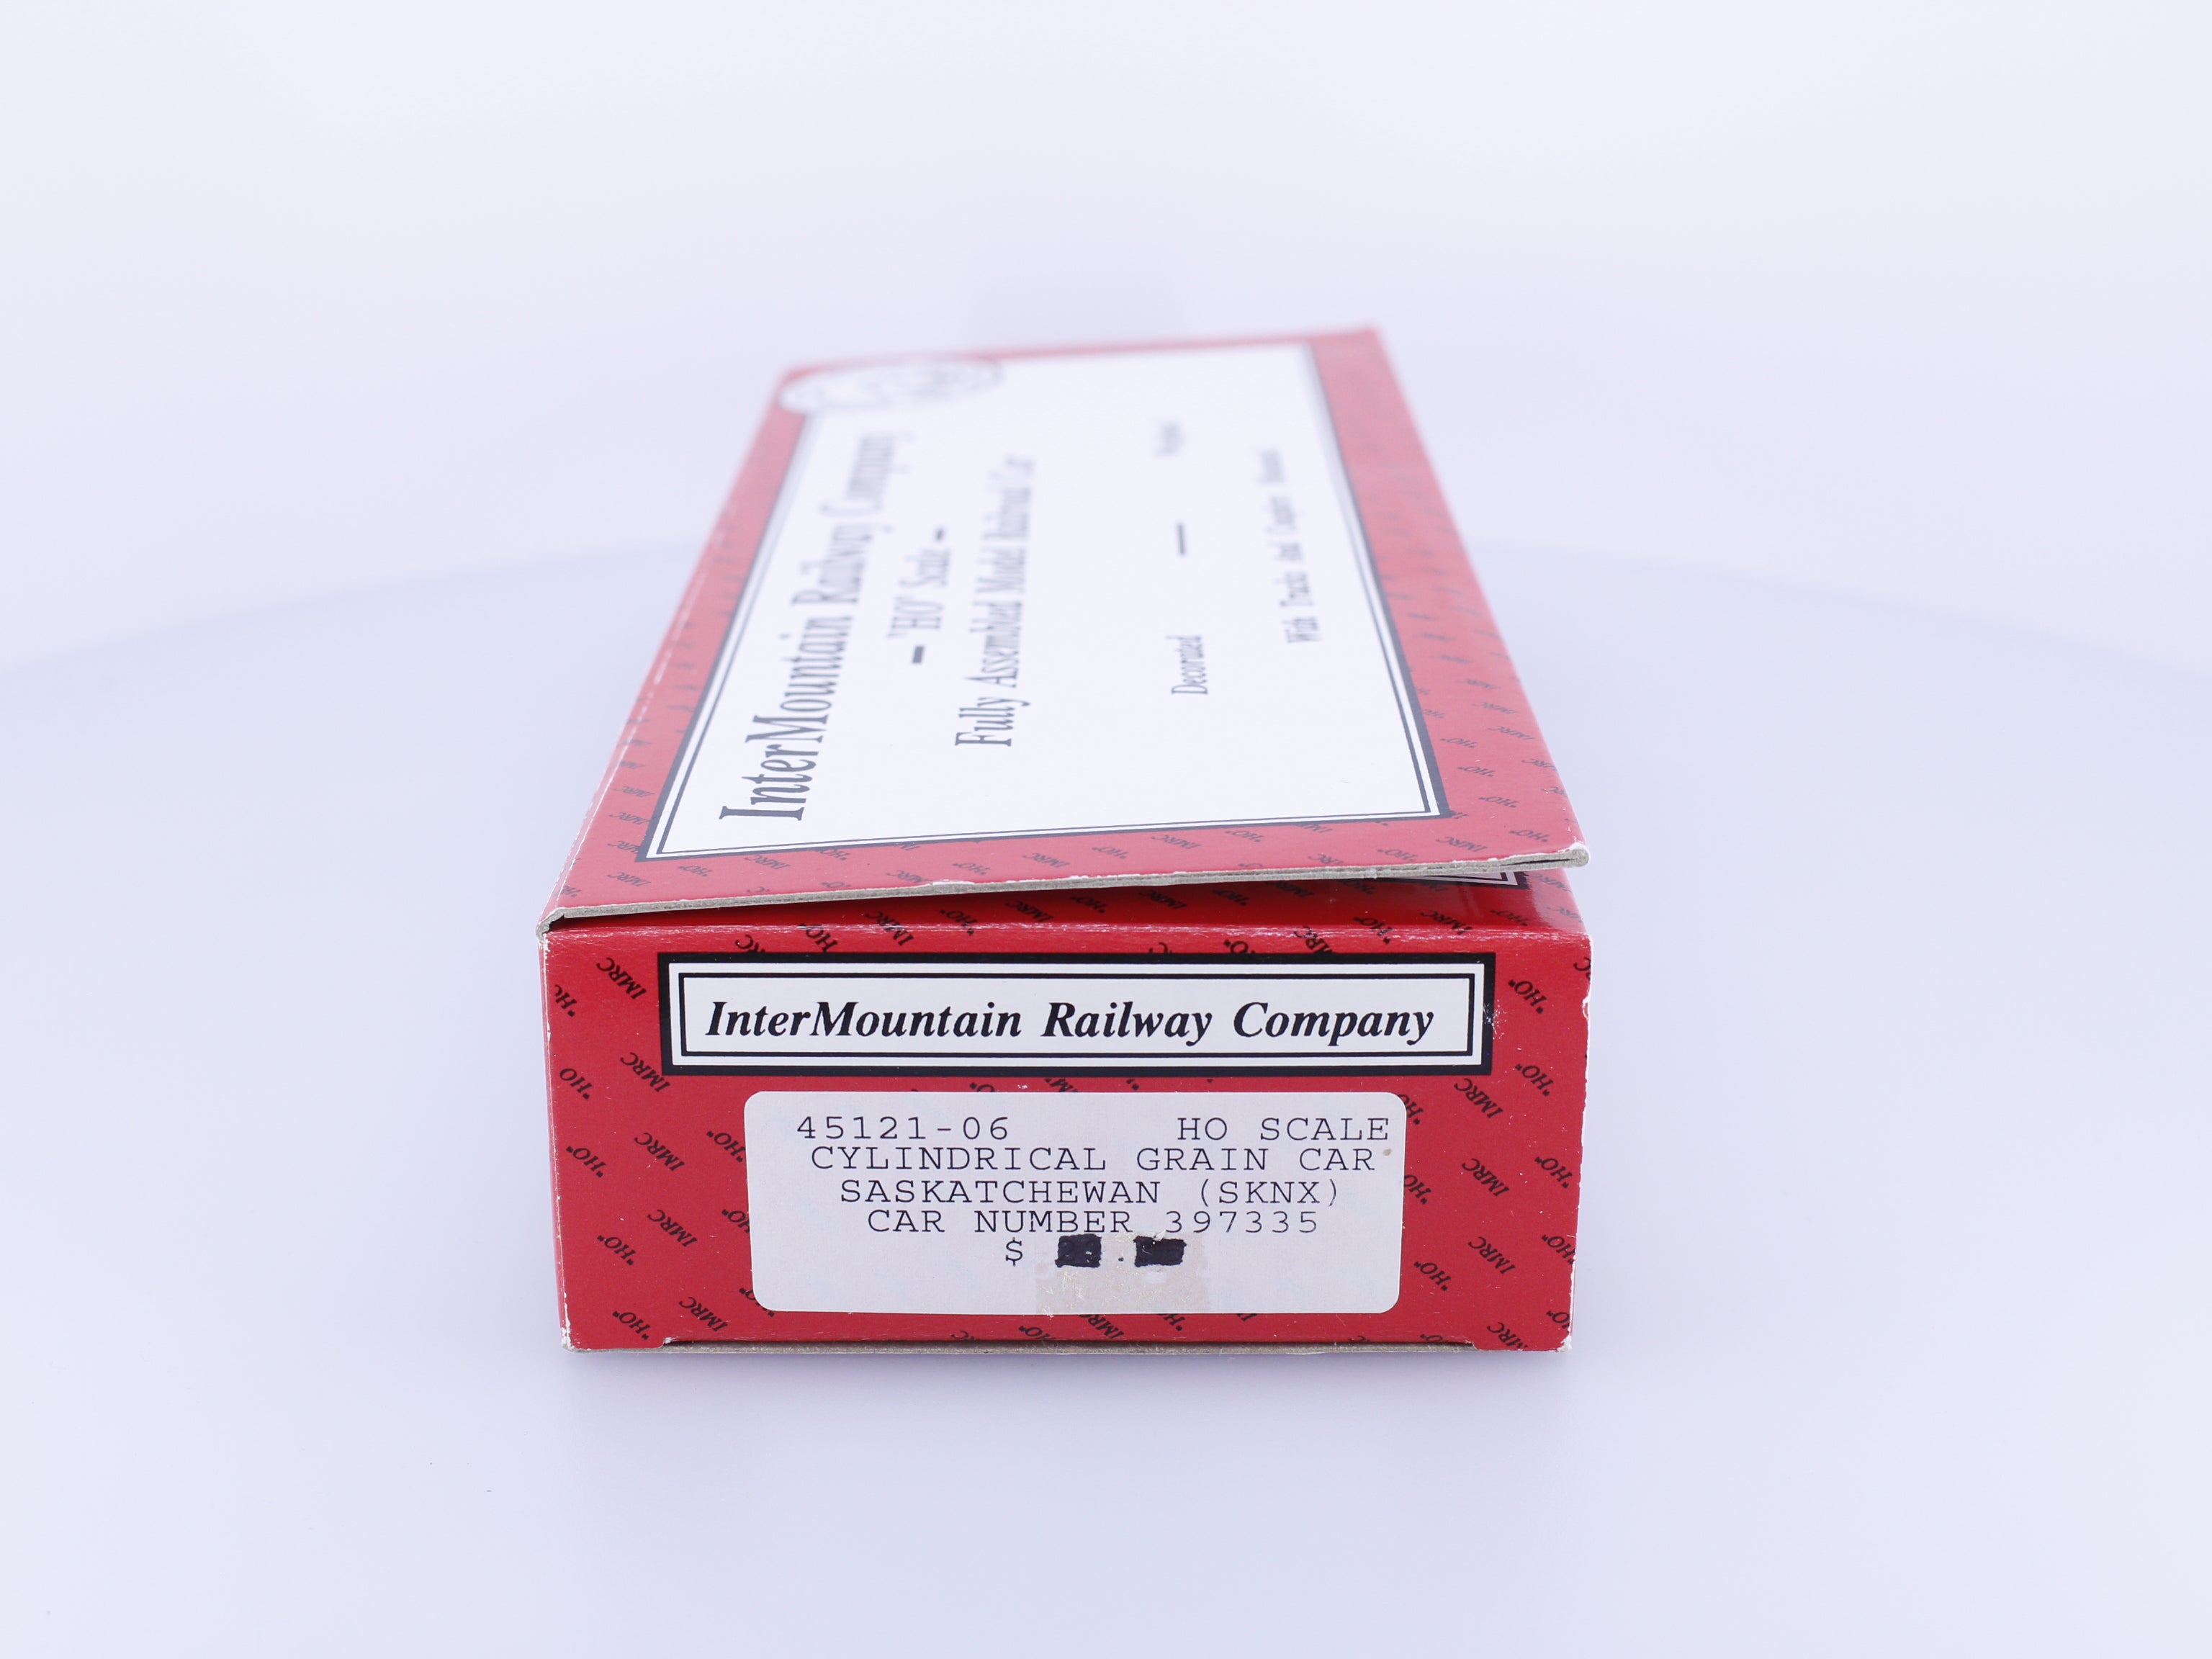 InterMountain Railway Company
- "HO" Scale -
Fully Assembled Model Railroad Car
Decorated —
With Trucks And Couplers Mounted
InterMountain Railway Company
45121-06 HO SCALE
CYLINDRICAL GRAIN CAR
SASKATCHEWAN (SKNX)
CAR NUMBER 397335
$ .